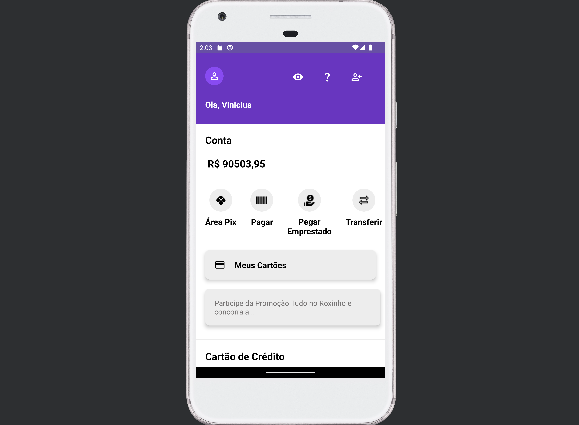 2:03
Ola, Vinicius
Conta
R$ 90503,95
Área Pix
Pagar
Pegar
Emprestado
Transferir
Meus Cartões
Participe da Promoção Tudo no Roxinho e
concorra a
Cartão de Crédito